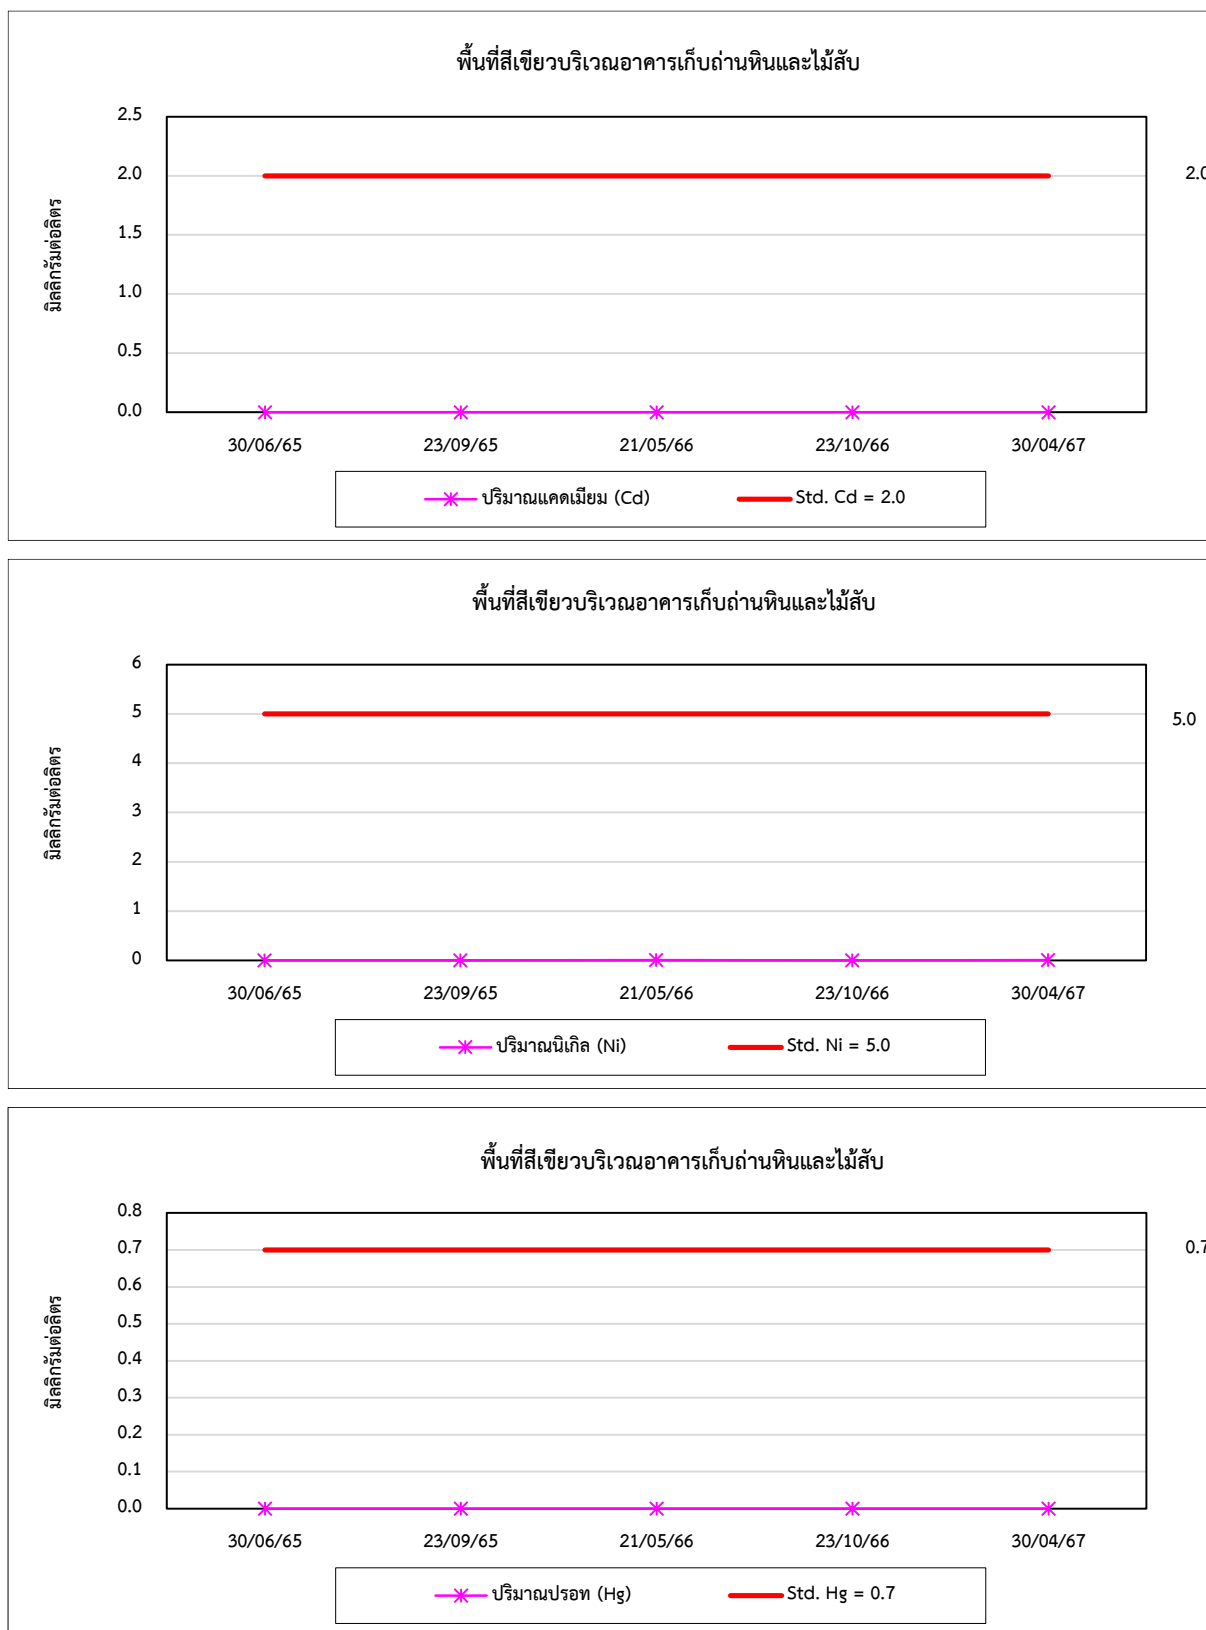 พื้นที่สีเขียวบริเวณอาคารเก็บถ่านหินและไม้สับ
2.5
2.0
2.0
1.5
1.0
0.5
0.0
มิลลิกรัมต่อลิตร
30/06/65 23/09/65 21/05/66 23/10/66 30/04/67
ปริมาณแคดเมียม (Cd) Std. Cd = 2.0
พื้นที่สีเขียวบริเวณอาคารเก็บถ่านหินและไม้สับ
6
5
5.0
4
3
2
1
0
มิลลิกรัมต่อลิตร
30/06/65 23/09/65 21/05/66 23/10/66 30/04/67
ปริมาณนิเกิล (Ni) Std. Ni = 5.0
พื้นที่สีเขียวบริเวณอาคารเก็บถ่านหินและไม้สับ
0.8
0.7
0.7
0.6
0.5
0.4
0.3
0.2
0.1
0.0
มิลลิกรัมต่อลิตร
30/06/65 23/09/65 21/05/66 23/10/66 30/04/67
ปริมาณปรอท (Hg) Std. Hg = 0.7